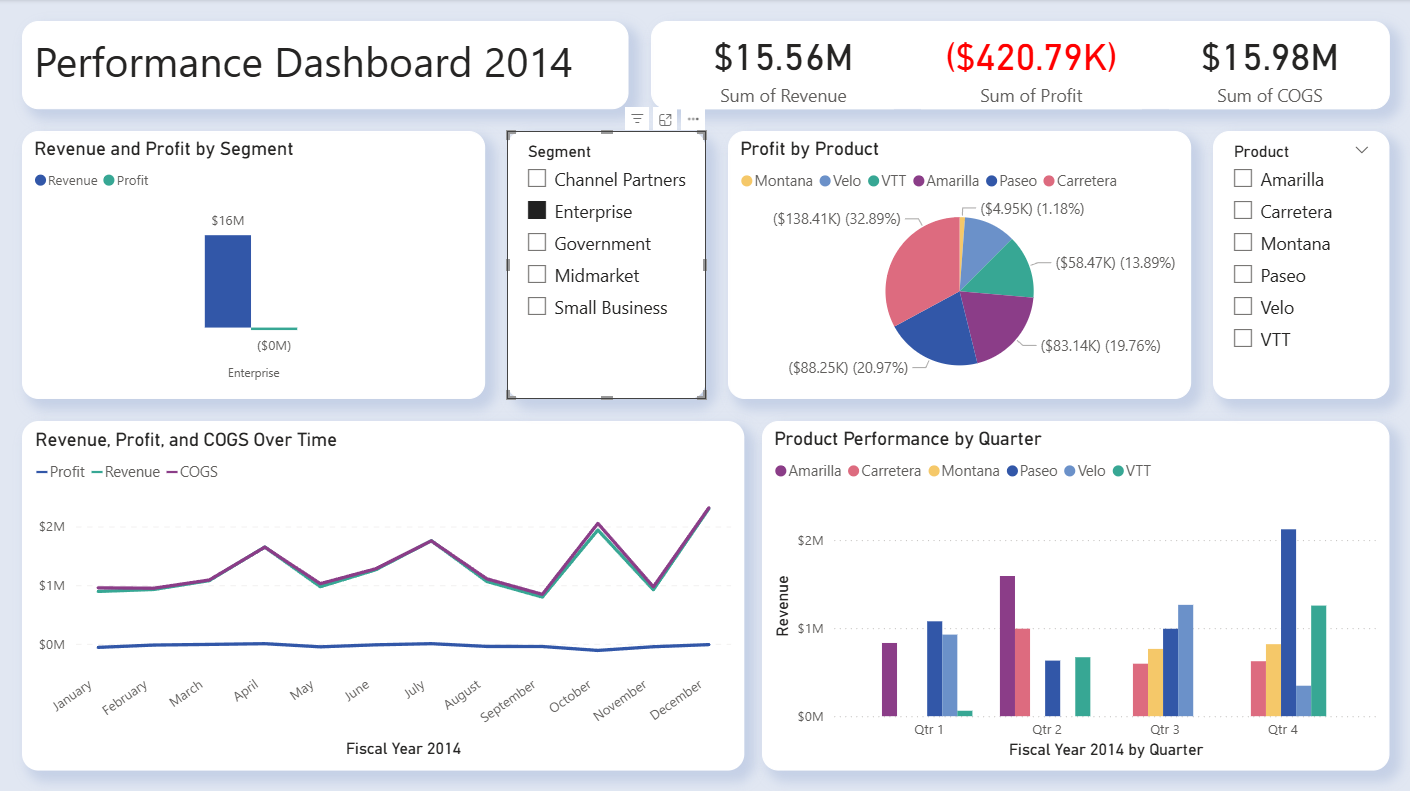 Performance Dashboard 2014
$15.56M
Sum of Revenue
($420.79K)
Sum of Profit
$15.98M
Sum of COGS
Revenue and Profit by Segment
Revenue Profit
$16M
($0M)
Enterprise
Segment
Channel Partners
Enterprise
Government
Midmarket
Small Business
Profit by Product
Montana Velo VTT Amarilla Paseo Carretera
($4.95K) (1.18%)
($138.41K) (32.89%)
($58.47K) (13.89%)
($83.14K) (19.76%)
($88.25K) (20.97%)
Product
Amarilla
Carretera
Montana
Paseo
Velo
VTT
Revenue, Profit, and COGS Over Time
Profit Revenue COGS
$2M
$1M
$0M
January February March April May June July August September October November December
Fiscal Year 2014
Product Performance by Quarter
Amarilla Carretera Montana Paseo Velo VTT
Revenue
$2M
$1M
$0M
Qtr 1 Qtr 2 Qtr 3 Qtr 4
Fiscal Year 2014 by Quarter